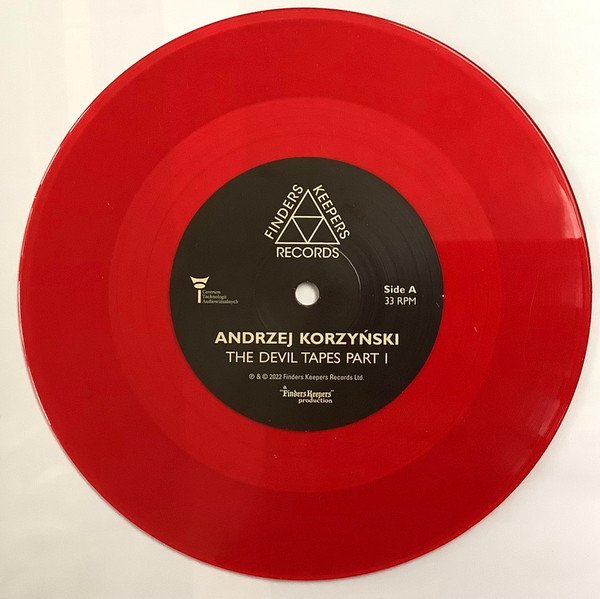 FINDERS KEEPERS
RECORDS
Centrum
Technologii
Audiowizualnych
Side A
33 RPM
ANDRZEJ KORZYŃSKI
THE DEVIL TAPES PART I
℗ & © 2022 Finders Keepers Records Ltd.
a
"Finders Keepers"
production